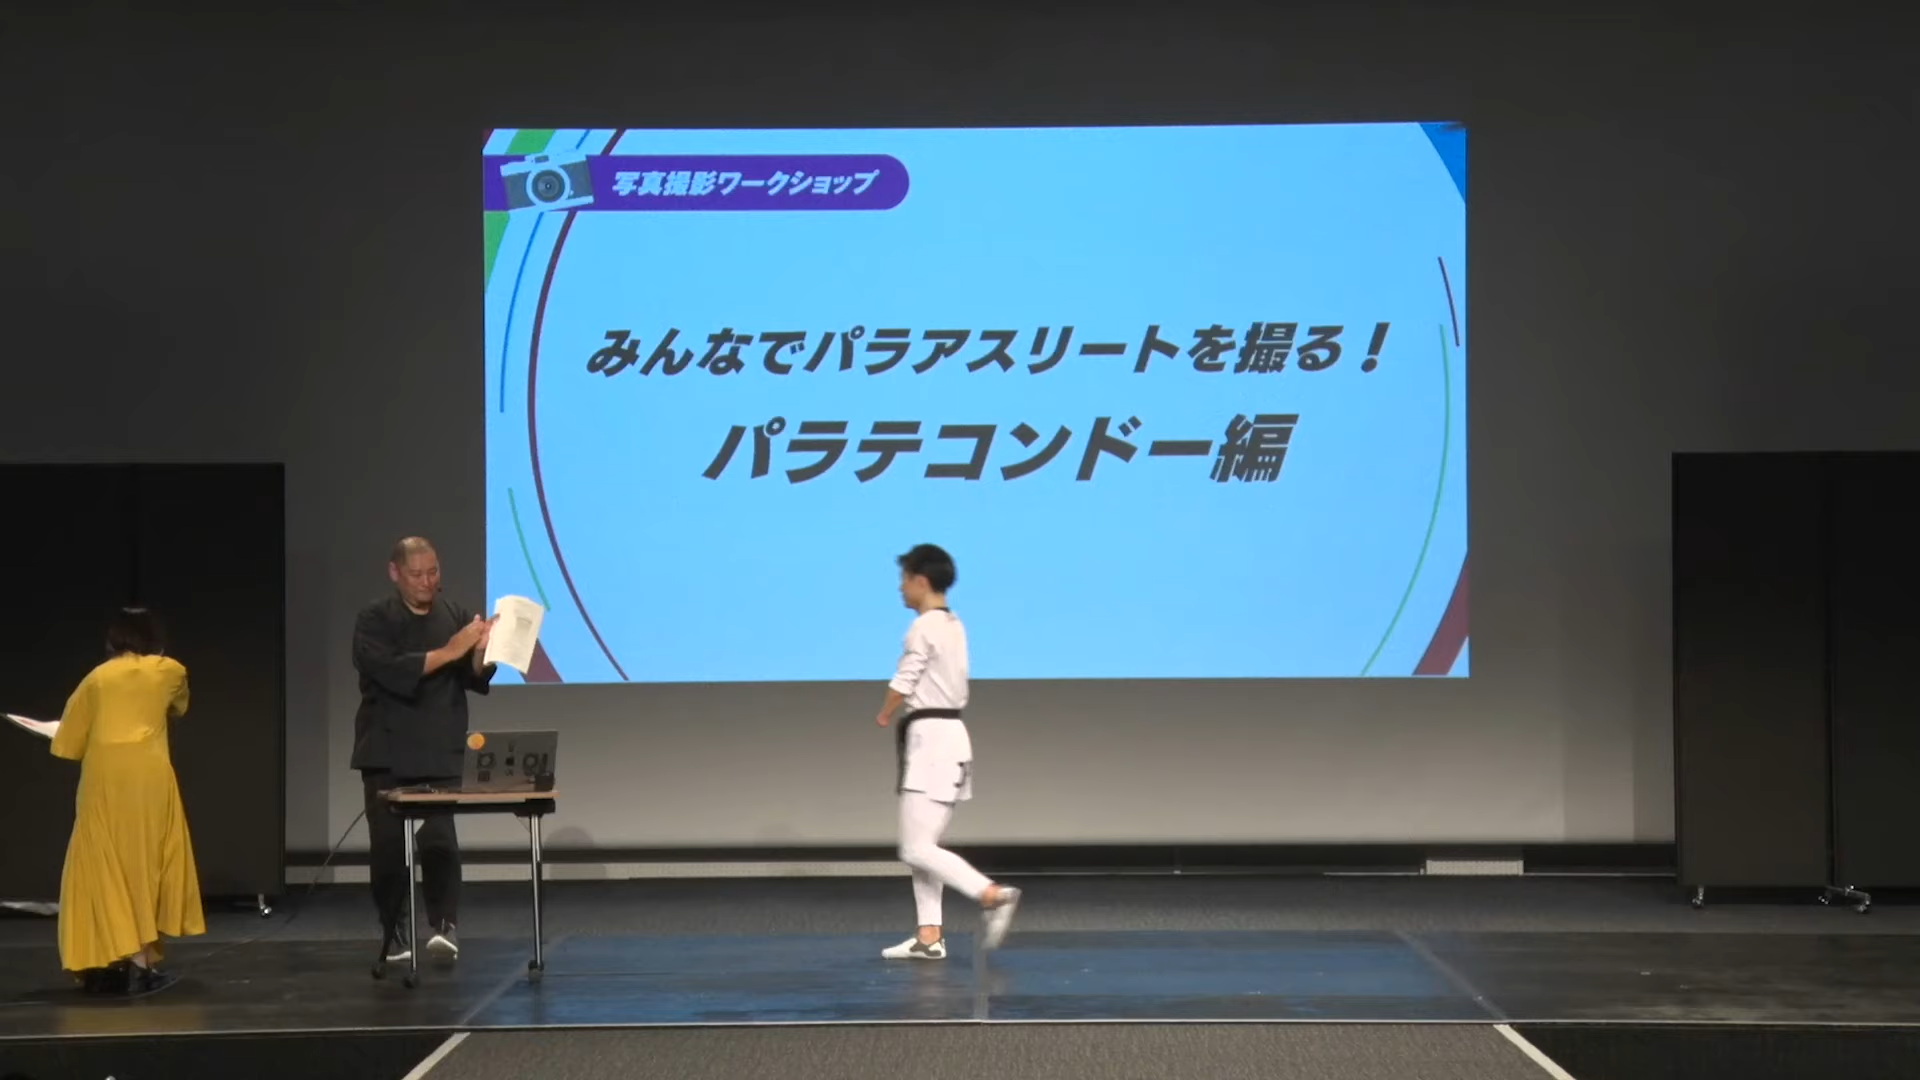 写真撮影ワークショップ
みんなでパラアスリートを撮る！
パラテコンドー編